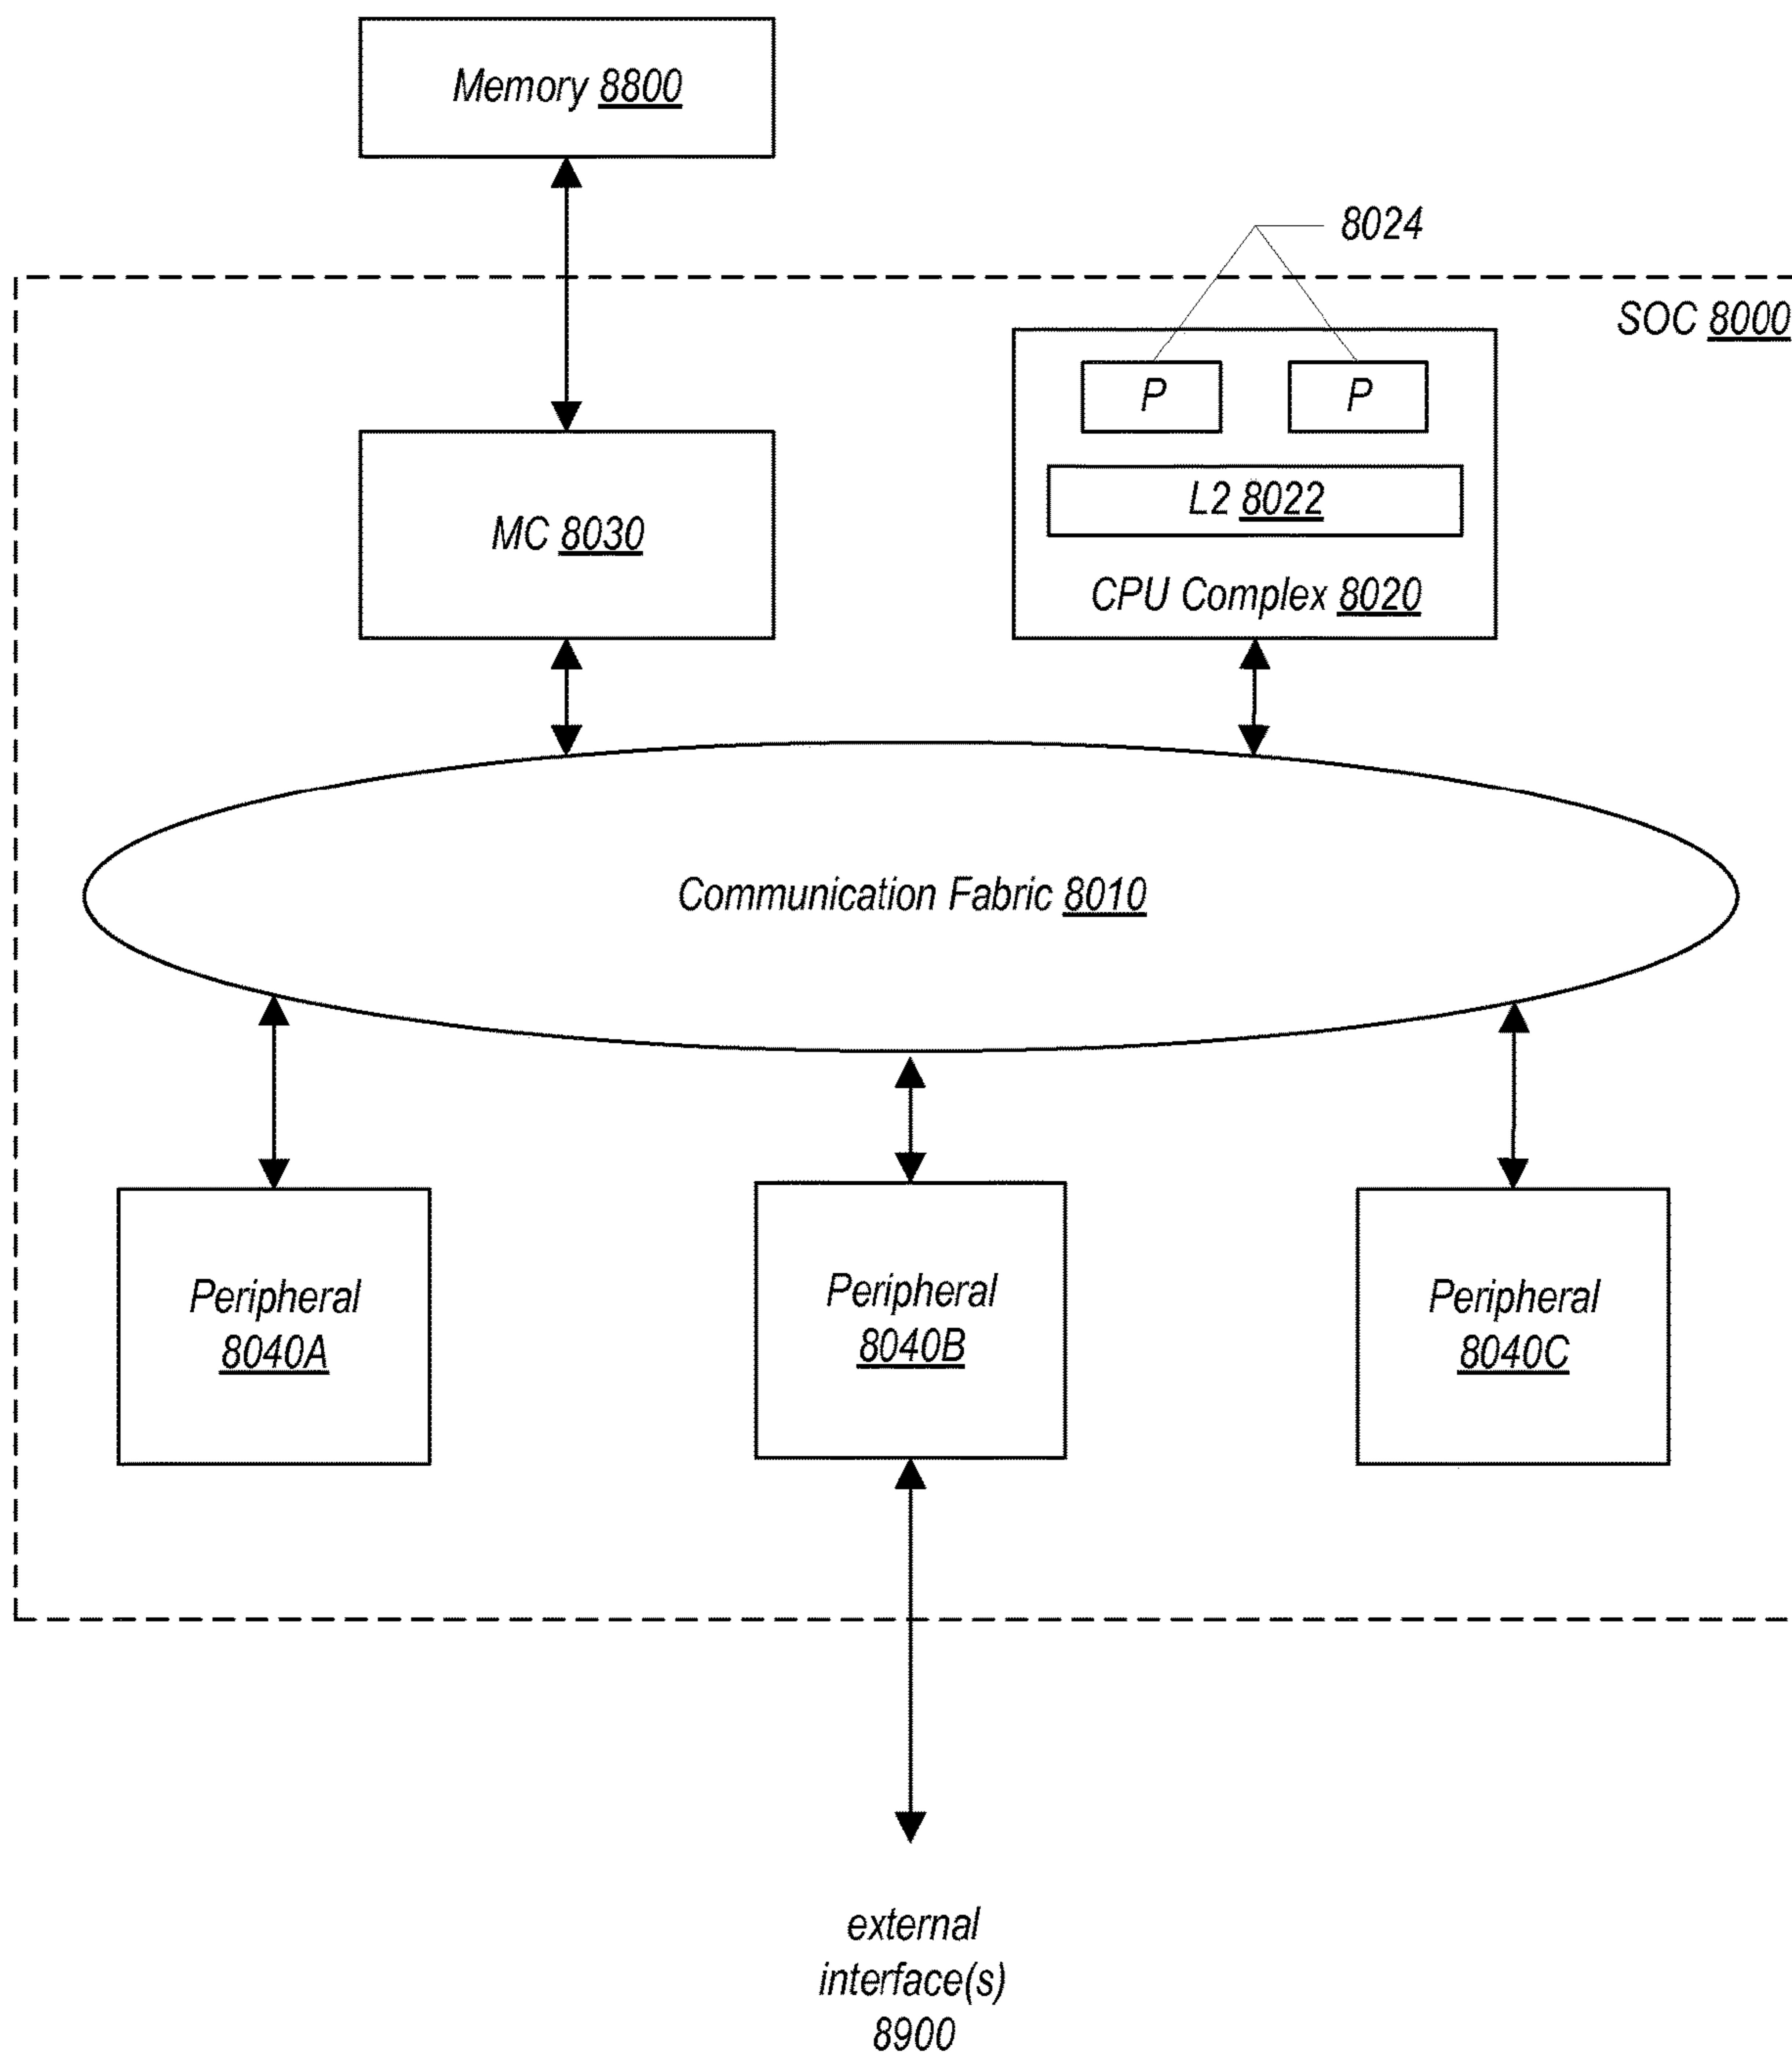 Memory 8800
8024
SOC 8000
P
P
MC 8030
L2 8022
CPU Complex 8020
Communication Fabric 8010
Peripheral
8040A
Peripheral
8040B
Peripheral
8040C
external
interface(s)
8900